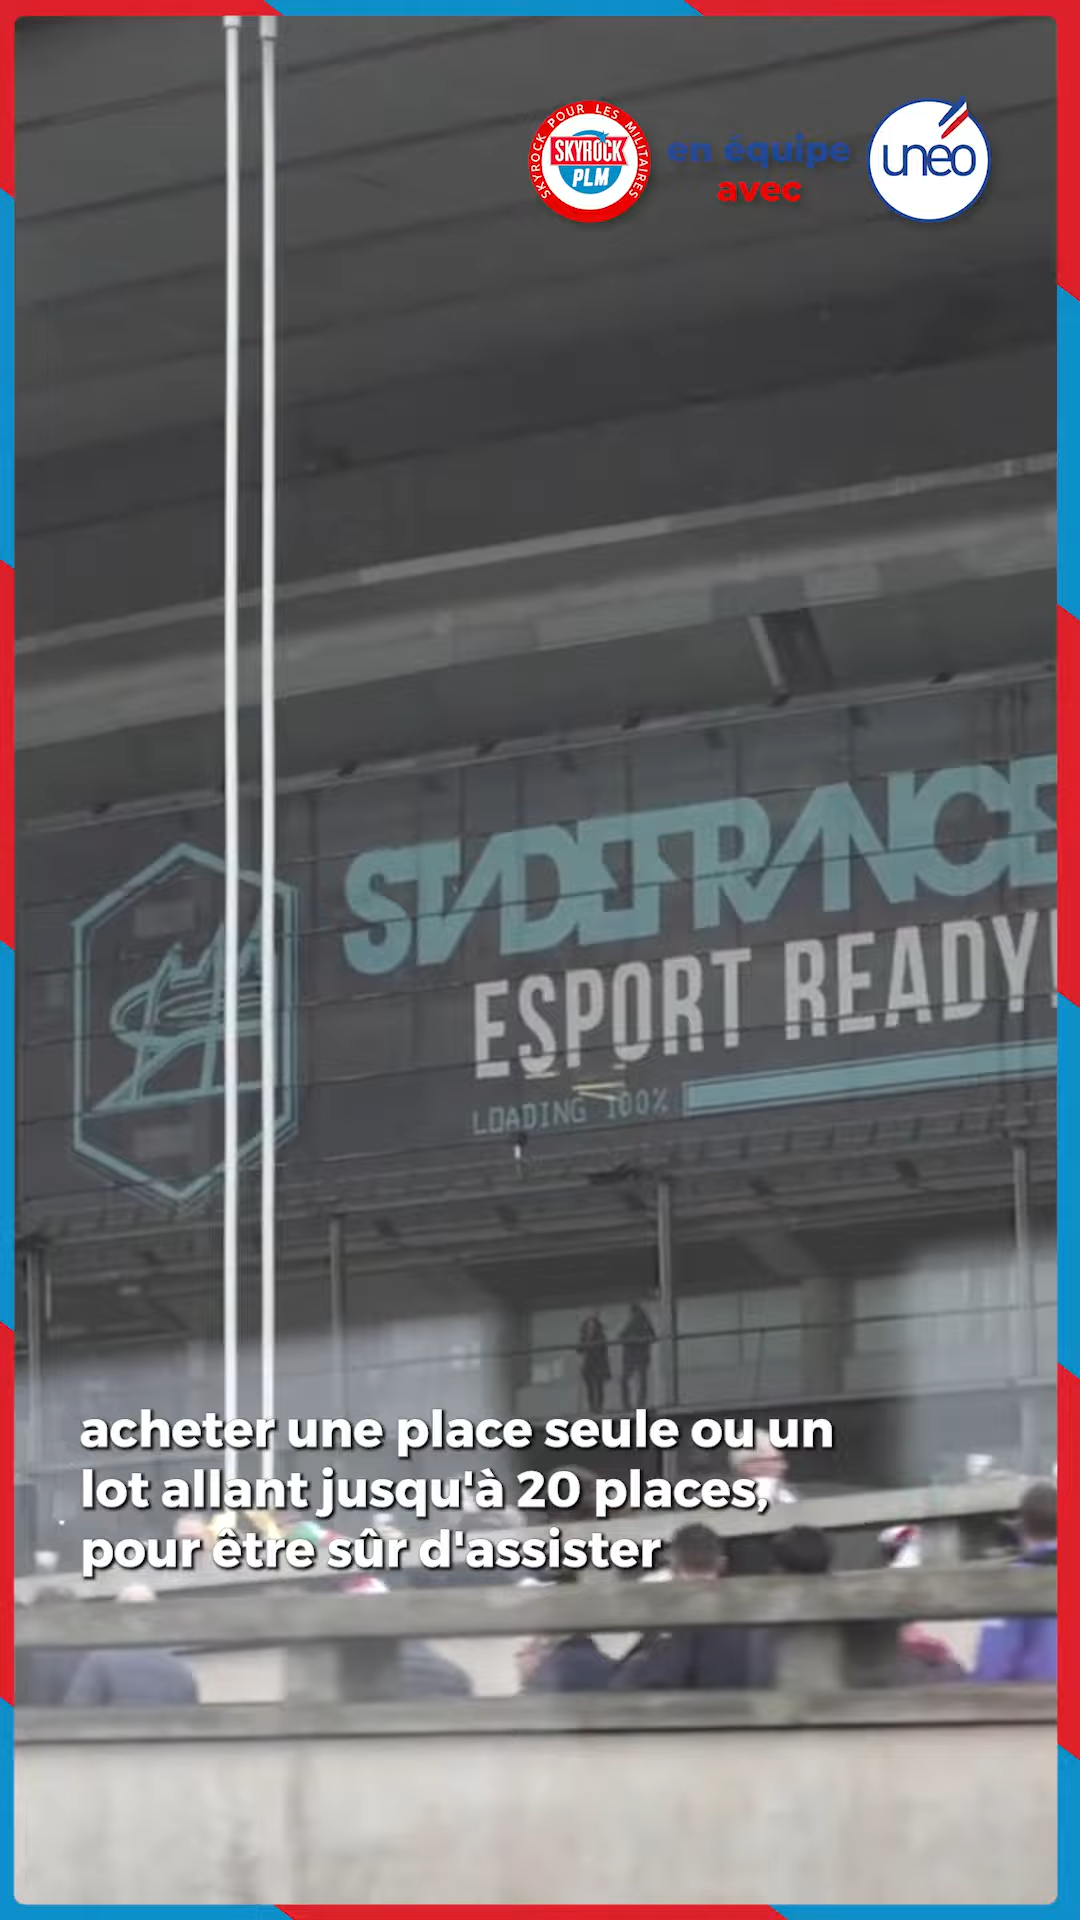 SKYROCK POUR LES MILITAIRES
SKYROCK
PLM
en équipe
avec
unéo
STADEFRANCE
ESPORT READY!
LOADING 100%
acheter une place seule ou un
lot allant jusqu'à 20 places,
pour être sûr d'assister